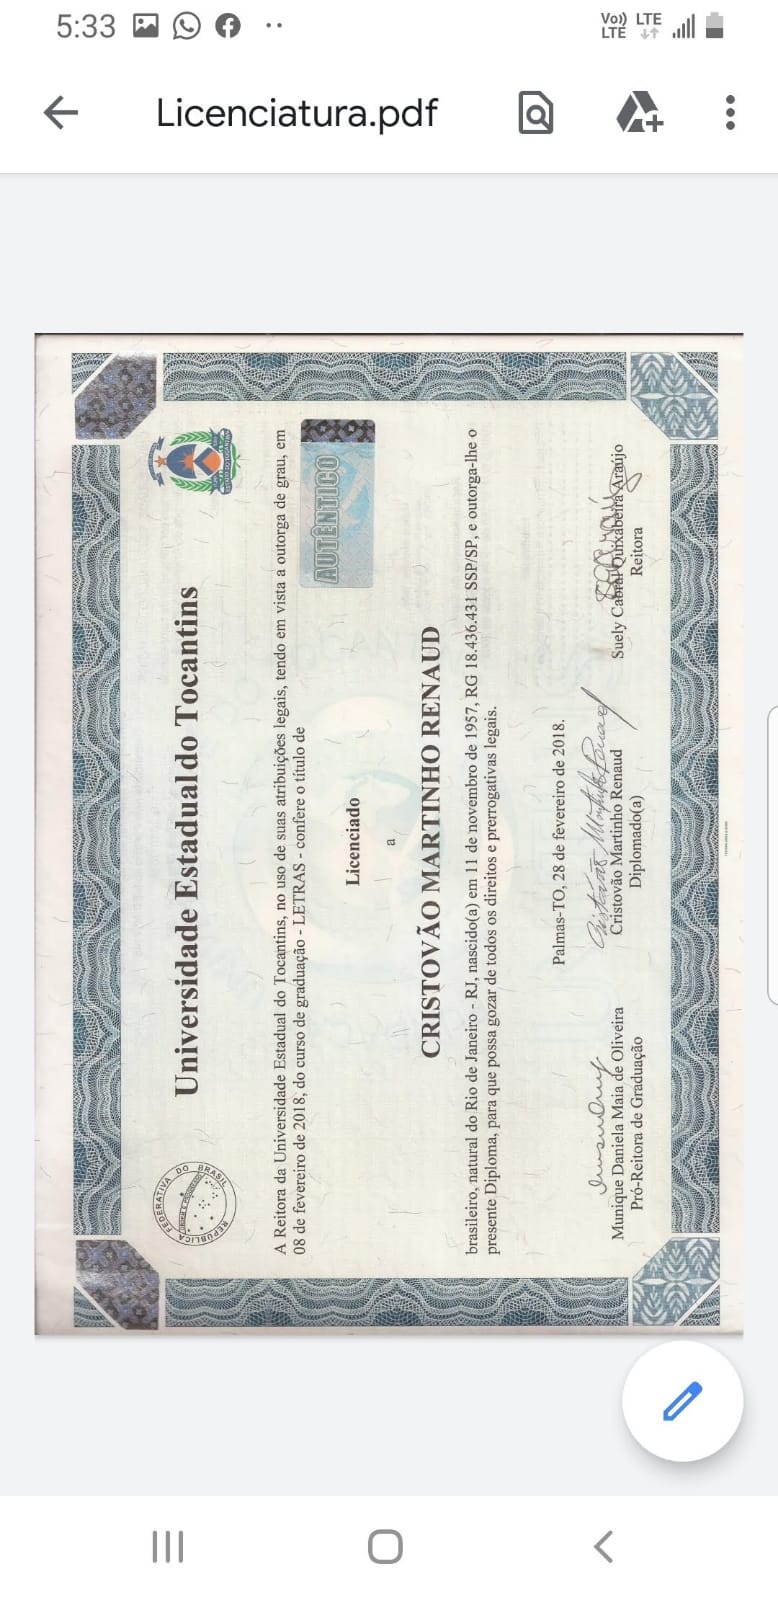 5:33
Vo)) LTE
LTE
Licenciatura.pdf
REPÚBLICA FEDERATIVA DO BRASIL
Universidade Estadual do Tocantins
A Reitora da Universidade Estadual do Tocantins, no uso de suas atribuições legais, tendo em vista a outorga de grau, em
08 de fevereiro de 2018, do curso de graduação - LETRAS - confere o título de
AUTÊNTICO
Licenciado
a
CRISTOVÃO MARTINHO RENAUD
brasileiro, natural do Rio de Janeiro - RJ, nascido(a) em 11 de novembro de 1957, RG 18.436.431 SSP/SP, e outorga-lhe o
presente Diploma, para que possa gozar de todos os direitos e prerrogativas legais.
Palmas-TO, 28 de fevereiro de 2018.
Cristovão Martinho Renaud
Munique Daniela Maia de Oliveira
Pró-Reitora de Graduação
Cristovão Martinho Renaud
Diplomado(a)
Suely Cabral Quixabeira Araújo
Reitora